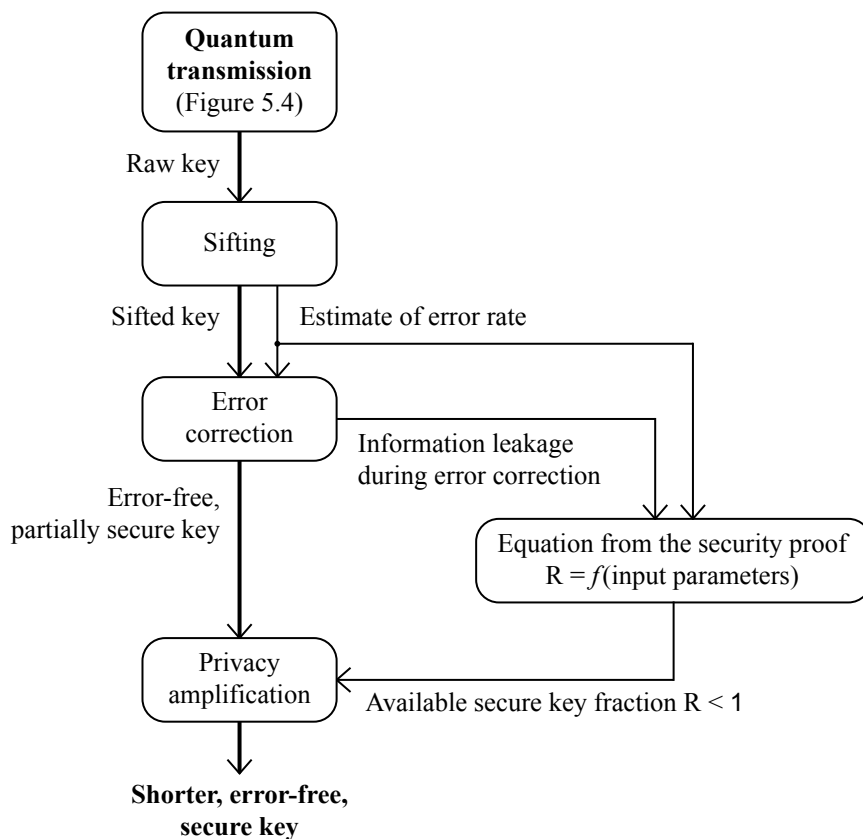 Quantum
transmission
(Figure 5.4)
Raw key
Sifting
Sifted key
Estimate of error rate
Error
correction
Information leakage
during error correction
Error-free,
partially secure key
Equation from the security proof
R = f(input parameters)
Privacy
amplification
Available secure key fraction R < 1
Shorter, error-free,
secure key